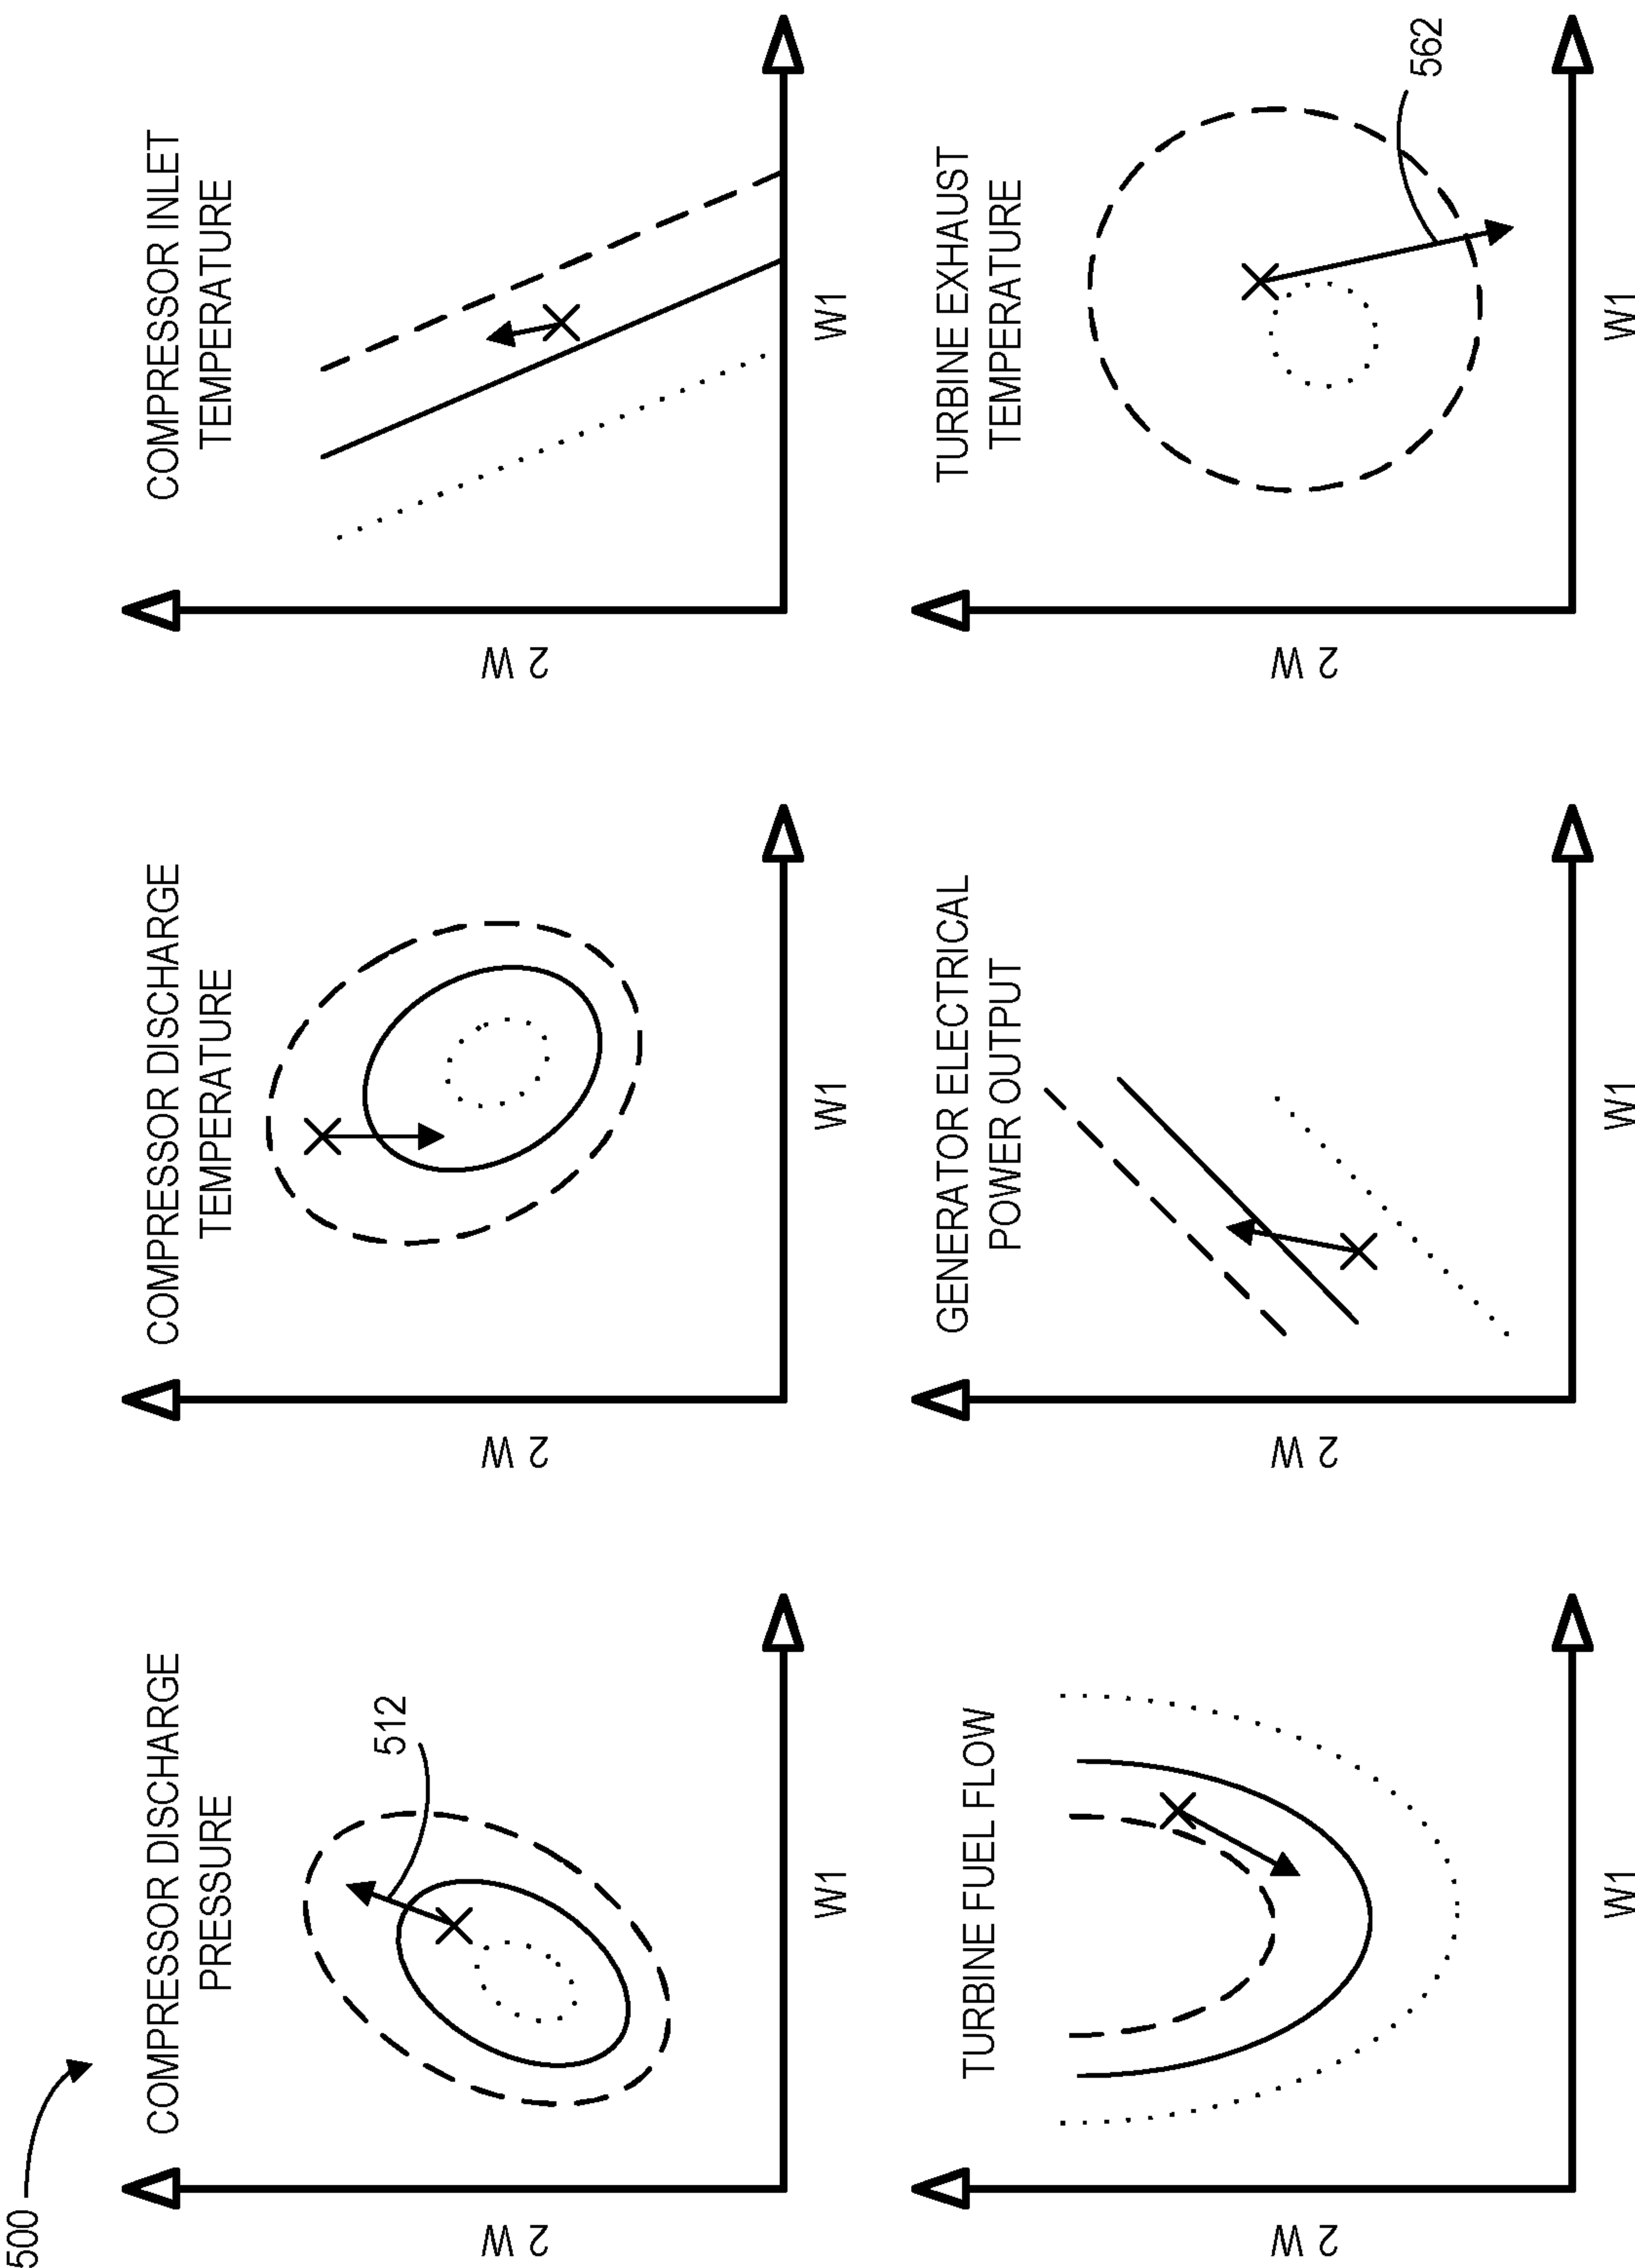 500
COMPRESSOR DISCHARGE
PRESSURE
512
W2
W1
COMPRESSOR DISCHARGE
TEMPERATURE
W2
W1
COMPRESSOR INLET
TEMPERATURE
W2
W1
TURBINE FUEL FLOW
W2
W1
GENERATOR ELECTRICAL
POWER OUTPUT
W2
W1
TURBINE EXHAUST
TEMPERATURE
562
W2
W1